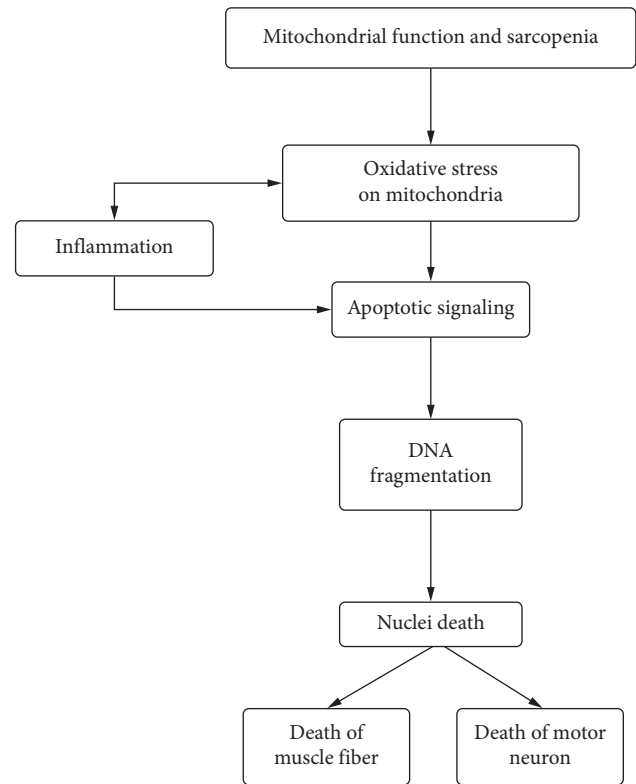 Mitochondrial function and sarcopenia
Oxidative stress
on mitochondria
Inflammation
Apoptotic signaling
DNA
fragmentation
Nuclei death
Death of
muscle fiber
Death of motor
neuron